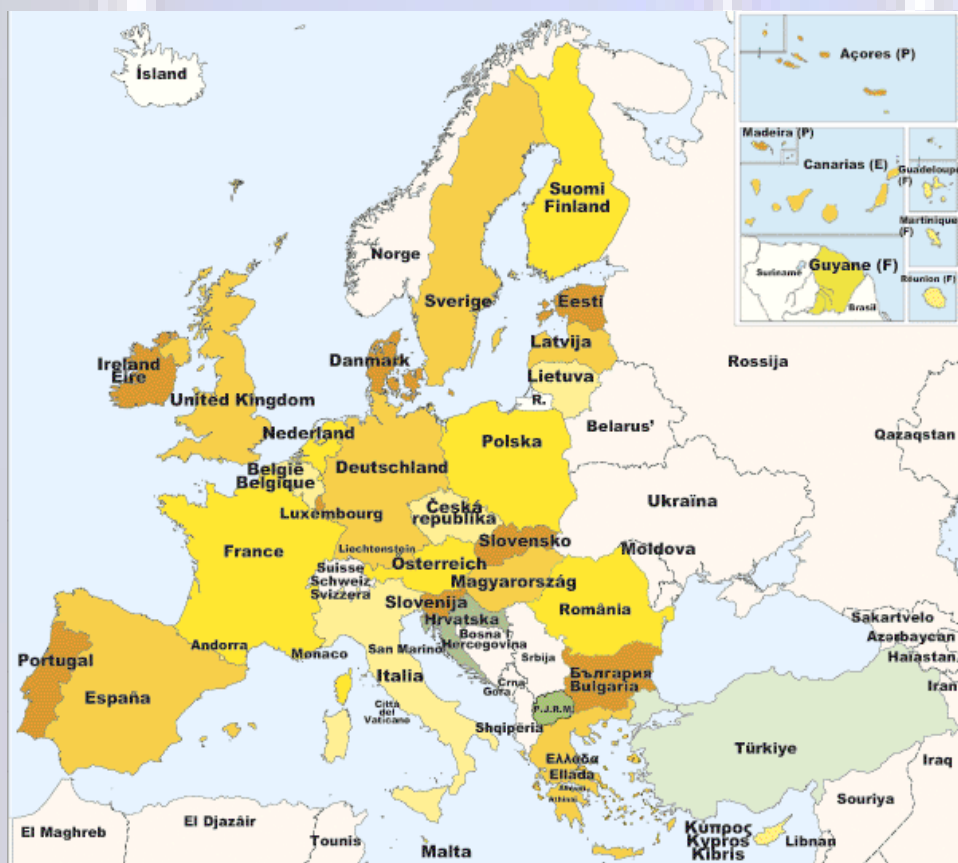 Ísland
Açores (P)
Madeira (P)
Canarias (E)
Guadeloupe
(F)
Martinique
(F)
Guyane (F)
Suriname
Brasil
Réunion (F)
Suomi
Finland
Norge
Sverige
Eesti
Latvija
Lietuva
R.
Danmark
Ireland
Éire
United Kingdom
Rossija
Belarus’
Qazaqstan
Nederland
Polska
België
Belgique
Deutschland
Luxembourg
Česká
republika
Ukraïna
Slovensko
Moldova
France
Liechtenstein
Österreich
Suisse
Schweiz
Svizzera
Magyarország
Slovenija
România
Hrvatska
Bosna i
Hercegovina
Sakartvelo
Azərbaycan
Haïastan
Andorra
Monaco
San Marino
Srbija
Portugal
España
Italia
Città
del
Vaticano
Crna
Gora
България
Bulgaria
Iran
P.J.R.M.
Shqipëria
Türkiye
Ελλαδα
Ellada
Athinai
Iraq
Souriya
El Maghreb
El Djazâir
Tounis
Malta
Κυπρος
Kypros
Kibris
Libnan